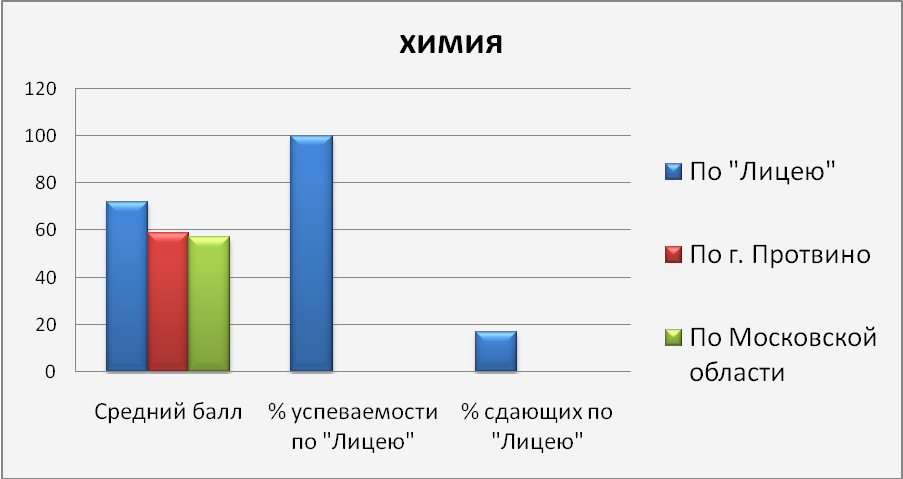 ХИМИЯ
120
100
80
60
40
20
0
Средний балл
% успеваемости
по "Лицею"
% сдающих по
"Лицею"
По "Лицею"
По г. Протвино
По Московской
области